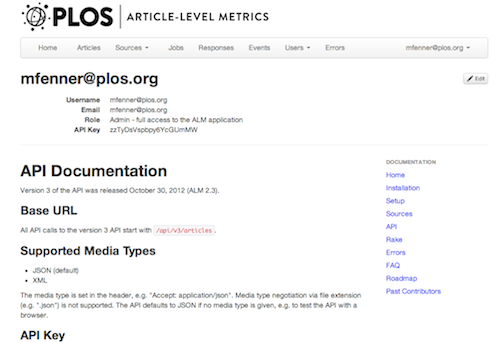 PLOS ARTICLE-LEVEL METRICS
Home Articles Sources Jobs Responses Events Users Errors mfenner@plos.org
mfenner@plos.org
Edit
Username mfenner@plos.org
Email mfenner@plos.org
Role Admin - full access to the ALM application
API Key zzTyDsVspbpy6YcGUmMW
API Documentation
Version 3 of the API was released October 30, 2012 (ALM 2.3).
Base URL
All API calls to the version 3 API start with /api/v3/articles.
Supported Media Types
JSON (default)
XML
The media type is set in the header, e.g. "Accept: application/json". Media type negotiation via file extension
(e.g. ".json") is not supported. The API defaults to JSON if no media type is given, e.g. to test the API with a
browser.
API Key
DOCUMENTATION
Home
Installation
Setup
Sources
API
Rake
Errors
FAQ
Roadmap
Past Contributors